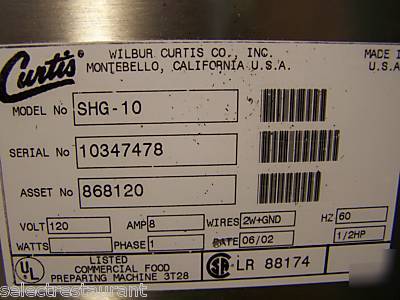 Curtis
WILBUR CURTIS CO., INC.
MONTEBELLO, CALIFORNIA U.S.A.
MADE IN
U.S.A.
MODEL No SHG-10
SERIAL No 10347478
ASSET No 868120
VOLT 120 AMP 8 WIRES 2W+GND HZ 60
WATTS PHASE 1 DATE 06/02 1/2HP
UL LISTED
COMMERCIAL FOOD
PREPARING MACHINE 3T28
SA LR 88174
© selectrestaurant